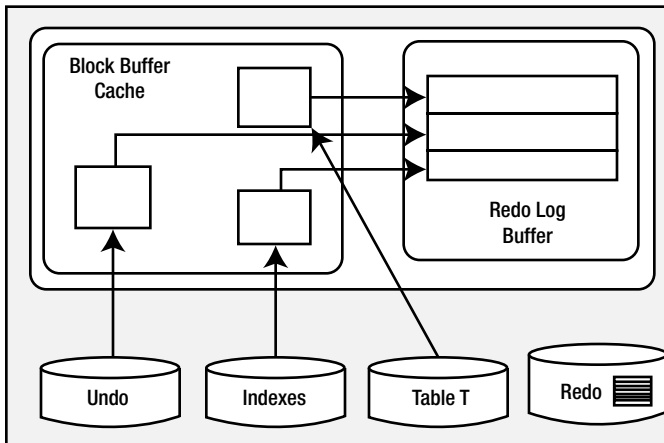 Block Buffer
Cache
Redo Log
Buffer
Undo
Indexes
Table T
Redo